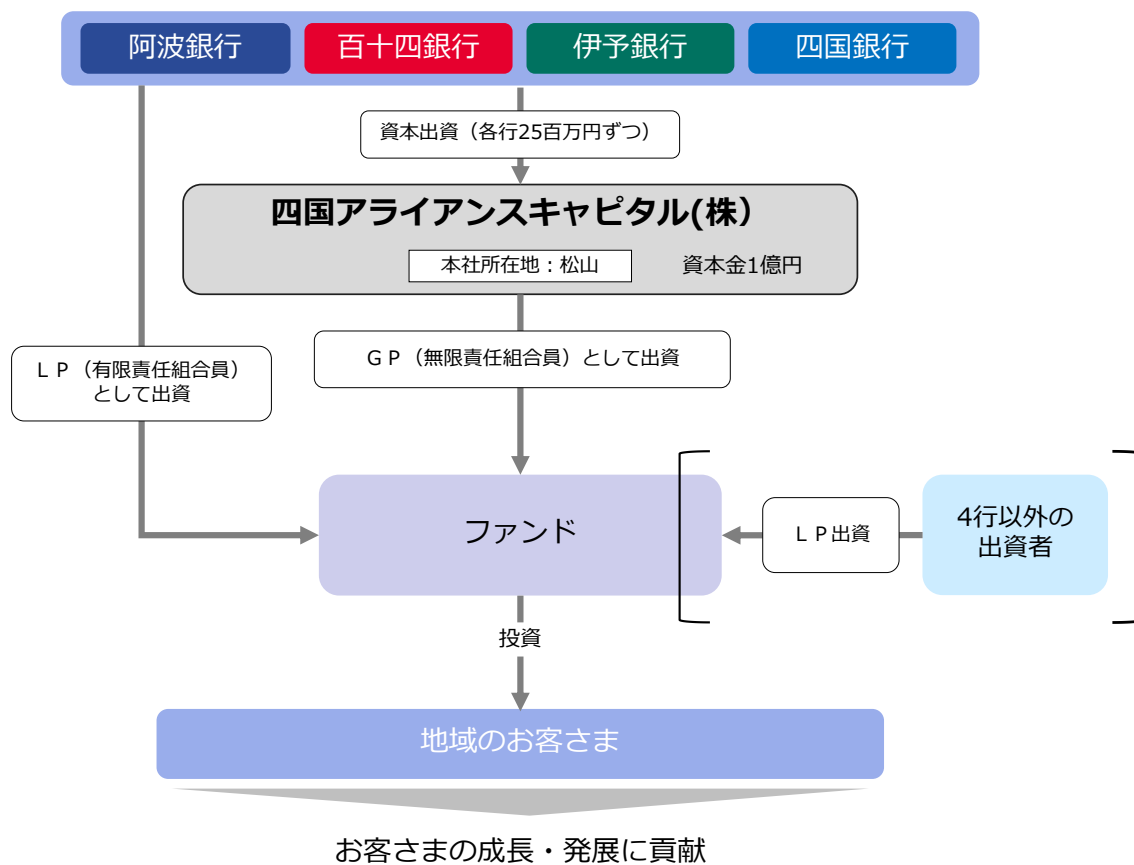 阿波銀行
百十四銀行
伊予銀行
四国銀行
資本出資（各行25百万円ずつ）
四国アライアンスキャピタル(株）
本社所在地：松山
資本金1億円
ＬＰ（有限責任組合員）
として出資
ＧＰ（無限責任組合員）として出資
ファンド
ＬＰ出資
4行以外の
出資者
投資
地域のお客さま
お客さまの成長・発展に貢献